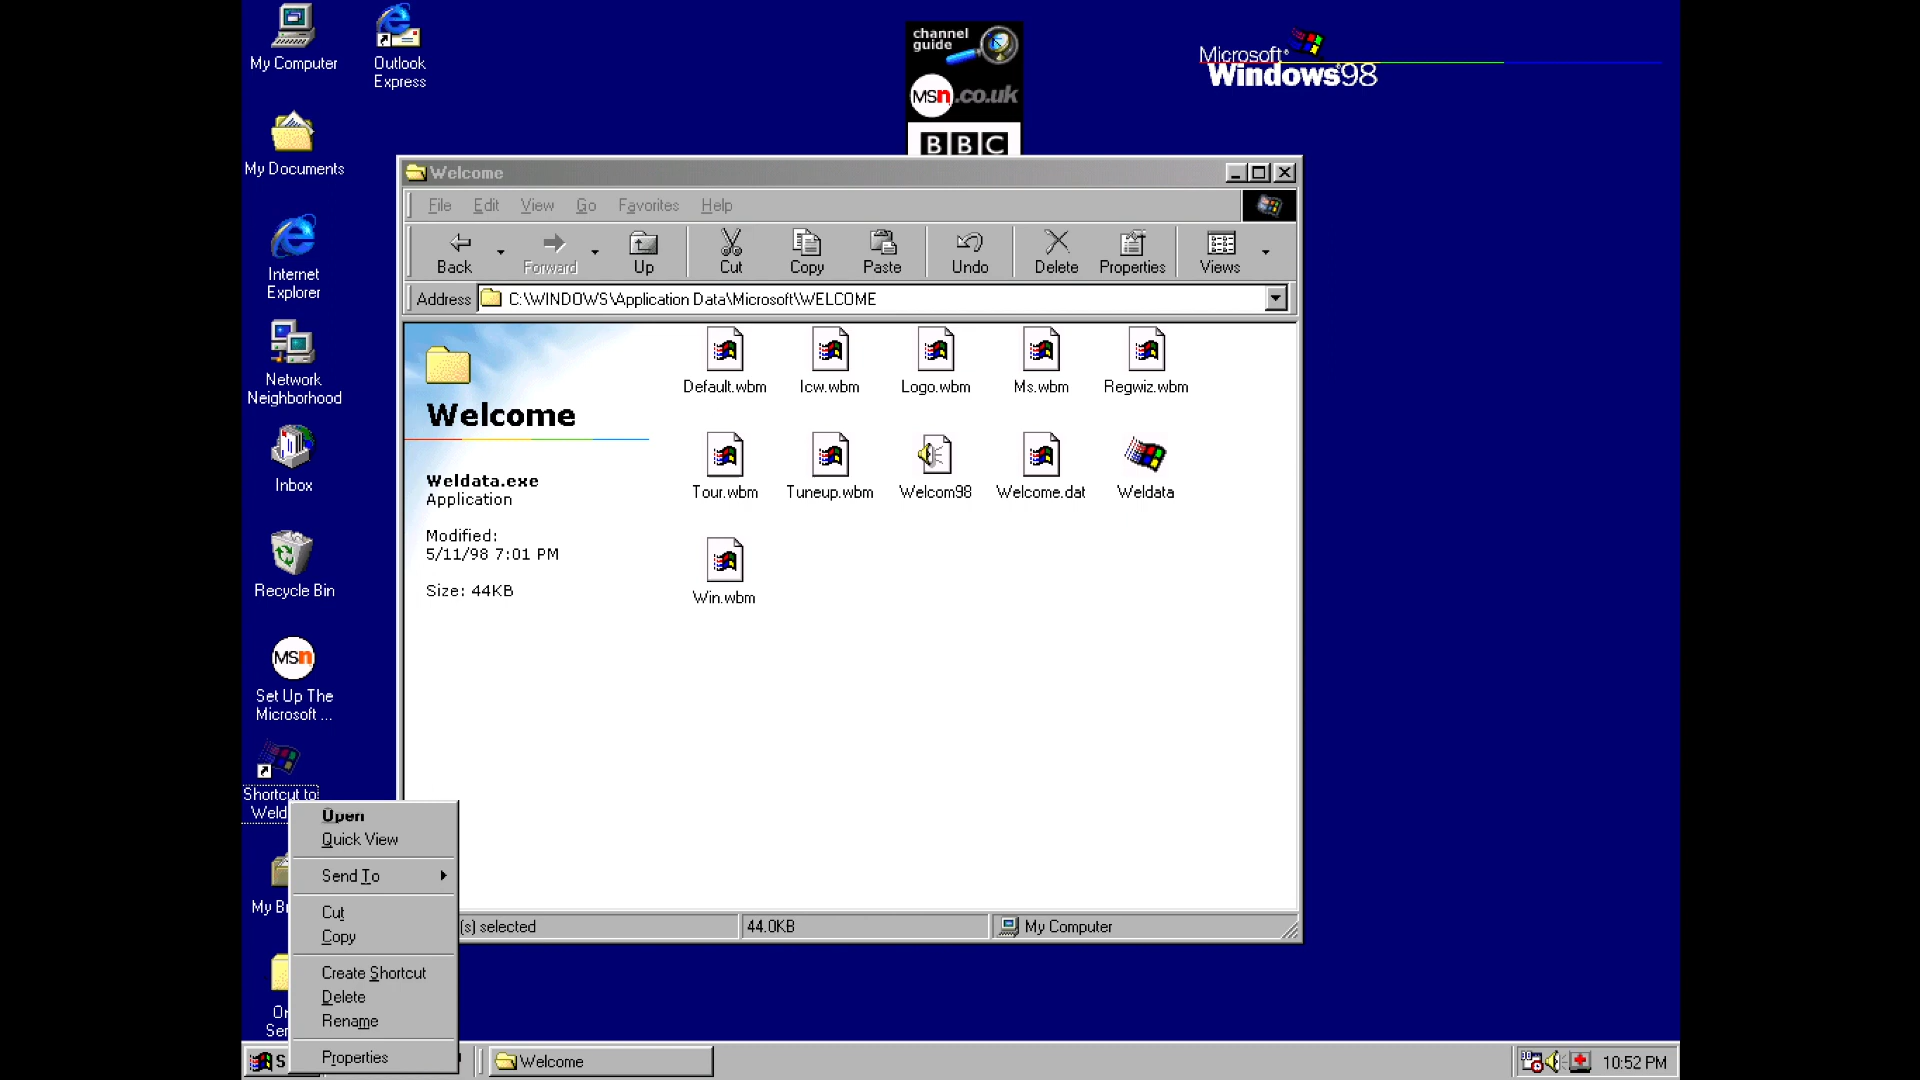 My Computer
Outlook
Express
My Documents
Internet
Explorer
Network
Neighborhood
Inbox
Recycle Bin
MSn
Set Up The
Microsoft ...
Shortcut to
Weld
My Br
Ser
channel
guide
MSn.co.uk
BBC
Microsoft
Windows 98
Welcome
File Edit View Go Favorites Help
Back Forward Up Cut Copy Paste Undo Delete Properties Views
Address C:\WINDOWS\Application Data\Microsoft\WELCOME
Welcome
Weldata.exe
Application
Modified:
5/11/98 7:01 PM
Size: 44KB
Default.wbm Icw.wbm Logo.wbm Ms.wbm Regwiz.wbm
Tour.wbm Tuneup.wbm Welcom98 Welcome.dat Weldata
Win.wbm
(s) selected 44.0KB My Computer
Open
Quick View
Send To
Cut
Copy
Create Shortcut
Delete
Rename
Properties
S Welcome 10:52 PM